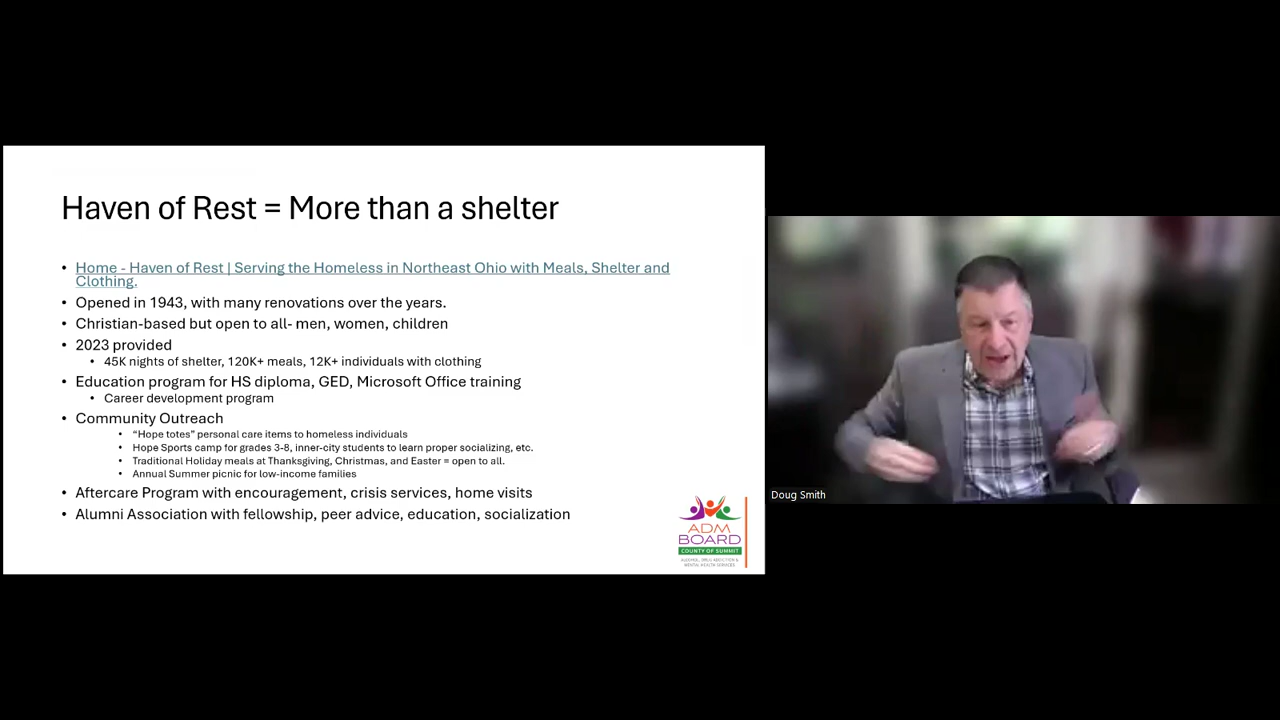 Haven of Rest = More than a shelter
• Home - Haven of Rest | Serving the Homeless in Northeast Ohio with Meals, Shelter and
Clothing.
• Opened in 1943, with many renovations over the years.
• Christian-based but open to all- men, women, children
• 2023 provided
• 45K nights of shelter, 120K+ meals, 12K+ individuals with clothing
• Education program for HS diploma, GED, Microsoft Office training
• Career development program
• Community Outreach
• “Hope totes” personal care items to homeless individuals
• Hope Sports camp for grades 3-8, inner-city students to learn proper socializing, etc.
• Traditional Holiday meals at Thanksgiving, Christmas, and Easter = open to all.
• Annual Summer picnic for low-income families
• Aftercare Program with encouragement, crisis services, home visits
• Alumni Association with fellowship, peer advice, education, socialization
ADM
BOARD
COUNTY OF SUMMIT
ALCOHOL, DRUG ADDICTION &
MENTAL HEALTH SERVICES
Doug Smith